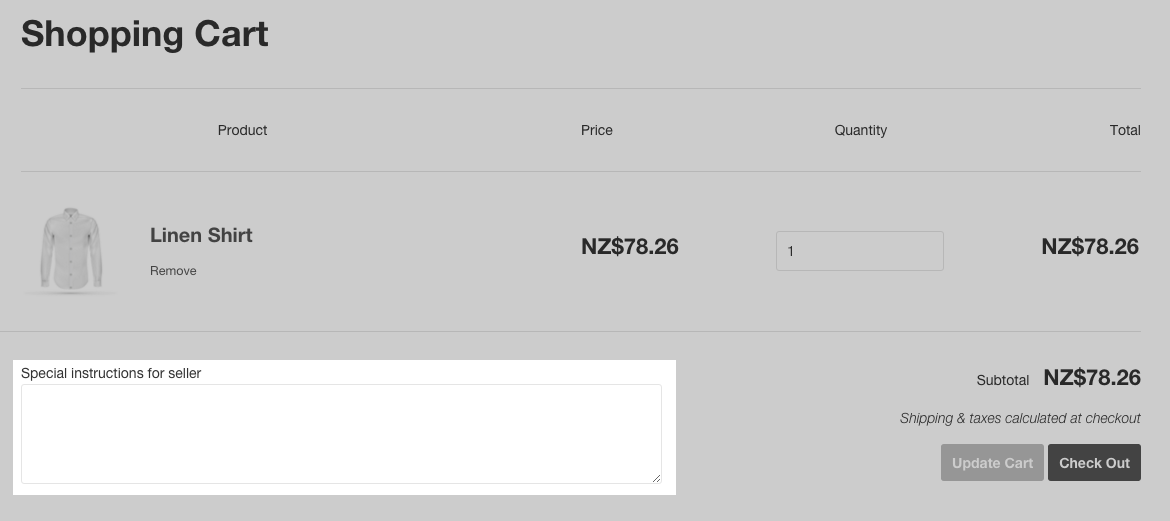 Shopping Cart
Product Price Quantity Total
Linen Shirt
Remove
NZ$78.26 1 NZ$78.26
Special instructions for seller
Subtotal NZ$78.26
Shipping & taxes calculated at checkout
Update Cart Check Out